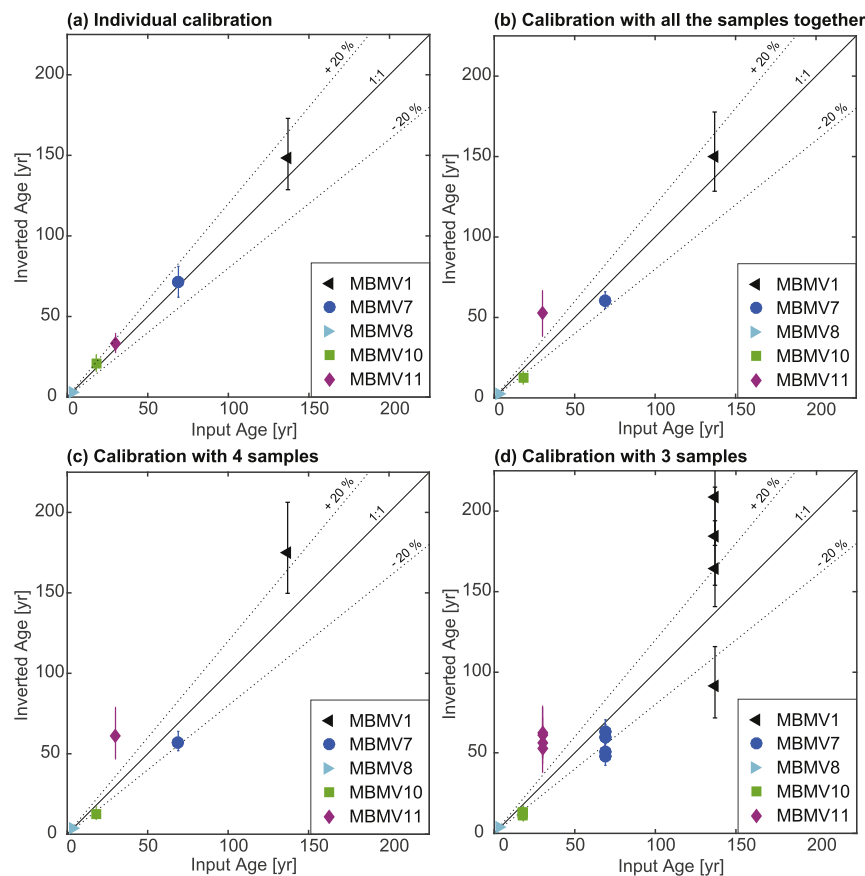 (a) Individual calibration
200
150
100
50
0
Inverted Age [yr]
+ 20 %
1:1
- 20 %
MBMV1
MBMV7
MBMV8
MBMV10
MBMV11
0 50 100 150 200
Input Age [yr]
(b) Calibration with all the samples together
200
150
100
50
0
Inverted Age [yr]
+ 20 %
1:1
- 20 %
MBMV1
MBMV7
MBMV8
MBMV10
MBMV11
50 100 150 200
Input Age [yr]
(c) Calibration with 4 samples
200
150
100
50
0
Inverted Age [yr]
+ 20 %
1:1
- 20 %
MBMV1
MBMV7
MBMV8
MBMV10
MBMV11
0 50 100 150 200
Input Age [yr]
(d) Calibration with 3 samples
200
150
100
50
0
Inverted Age [yr]
+ 20 %
1:1
- 20 %
MBMV1
MBMV7
MBMV8
MBMV10
MBMV11
0 50 100 150 200
Input Age [yr]